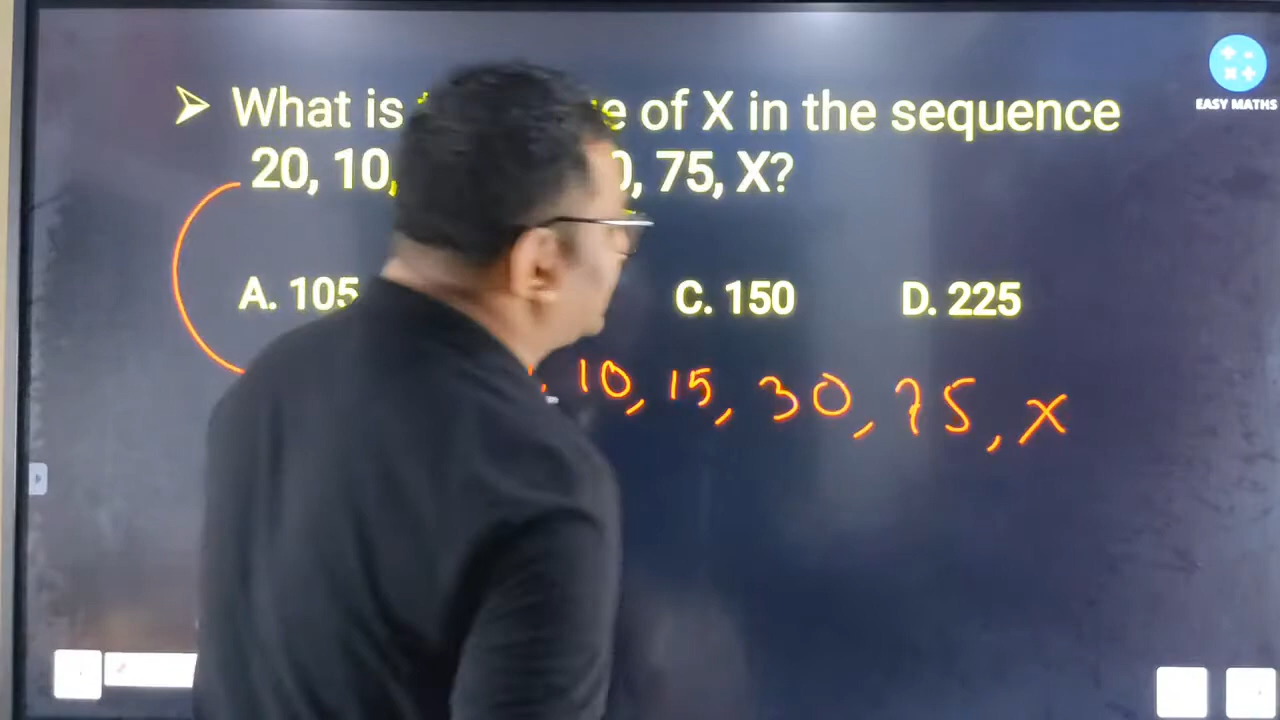 EASY MATHS
➤ What is of X in the sequence
20, 10, 75, X?
A. 105 C. 150 D. 225
10, 15, 30, 75, X